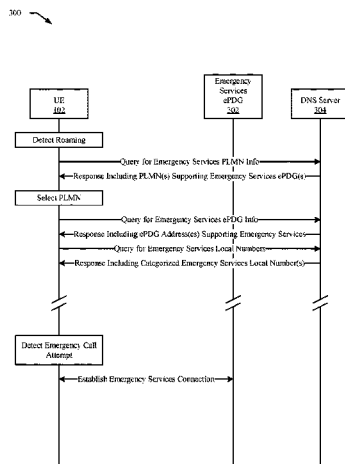 300
UE
102
Emergency
Services
ePDG
302
DNS Server
304
Detect Roaming
Query for Emergency Services PLMN Info
Response Including PLMN(s) Supporting Emergency Services ePDG(s)
Select PLMN
Query for Emergency Services ePDG Info
Response Including ePDG Address(es) Supporting Emergency Services
Query for Emergency Services Local Numbers
Response Including Categorized Emergency Services Local Number(s)
Detect Emergency Call
Attempt
Establish Emergency Services Connection